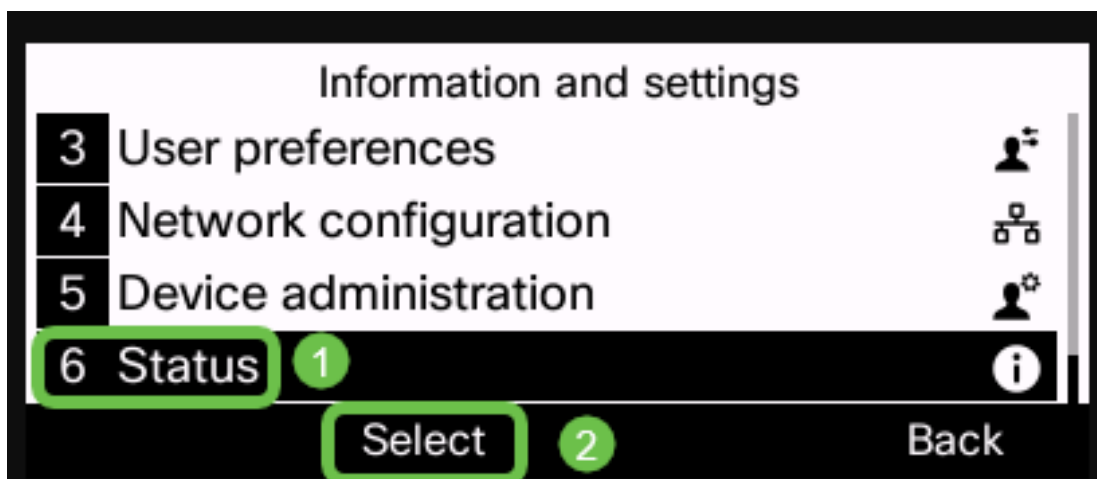 Information and settings
3 User preferences
4 Network configuration
5 Device administration
6 Status 1
Select 2 Back